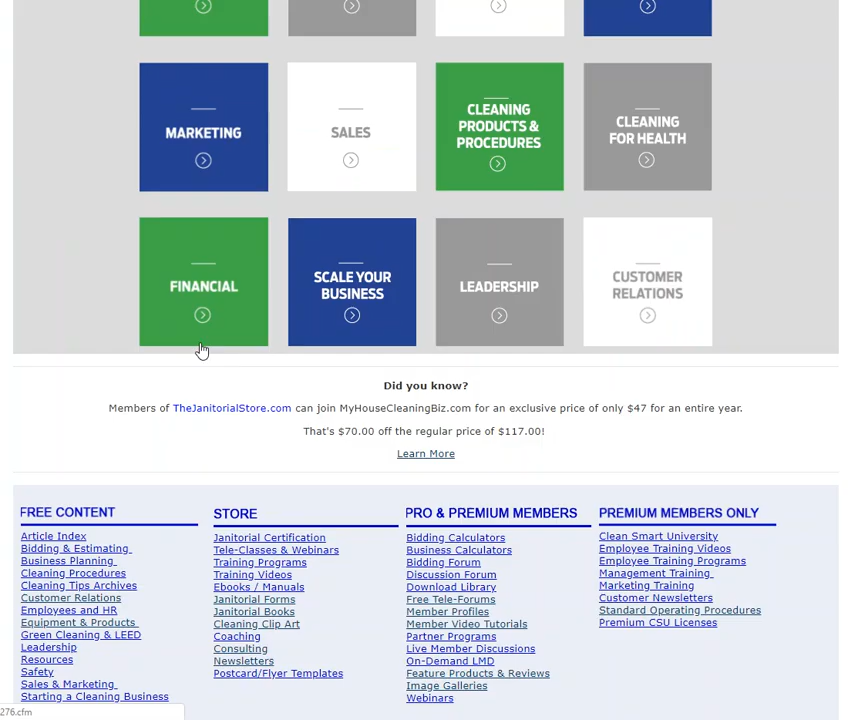 MARKETING
SALES
CLEANING
PRODUCTS &
PROCEDURES
CLEANING
FOR HEALTH
FINANCIAL
SCALE YOUR
BUSINESS
LEADERSHIP
CUSTOMER
RELATIONS
Did you know?
Members of TheJanitorialStore.com can join MyHouseCleaningBiz.com for an exclusive price of only $47 for an entire year.
That's $70.00 off the regular price of $117.00!
Learn More
FREE CONTENT
Article Index
Bidding & Estimating
Business Planning
Cleaning Procedures
Cleaning Tips Archives
Customer Relations
Employees and HR
Equipment & Products
Green Cleaning & LEED
Leadership
Resources
Safety
Sales & Marketing
Starting a Cleaning Business
STORE
Janitorial Certification
Tele-Classes & Webinars
Training Programs
Training Videos
Ebooks / Manuals
Janitorial Forms
Janitorial Books
Cleaning Clip Art
Coaching
Consulting
Newsletters
Postcard/Flyer Templates
PRO & PREMIUM MEMBERS
Bidding Calculators
Business Calculators
Bidding Forum
Discussion Forum
Download Library
Free Tele-Forums
Member Profiles
Member Video Tutorials
Partner Programs
Live Member Discussions
On-Demand LMD
Feature Products & Reviews
Image Galleries
Webinars
PREMIUM MEMBERS ONLY
Clean Smart University
Employee Training Videos
Employee Training Programs
Management Training
Marketing Training
Customer Newsletters
Standard Operating Procedures
Premium CSU Licenses
276.cfm